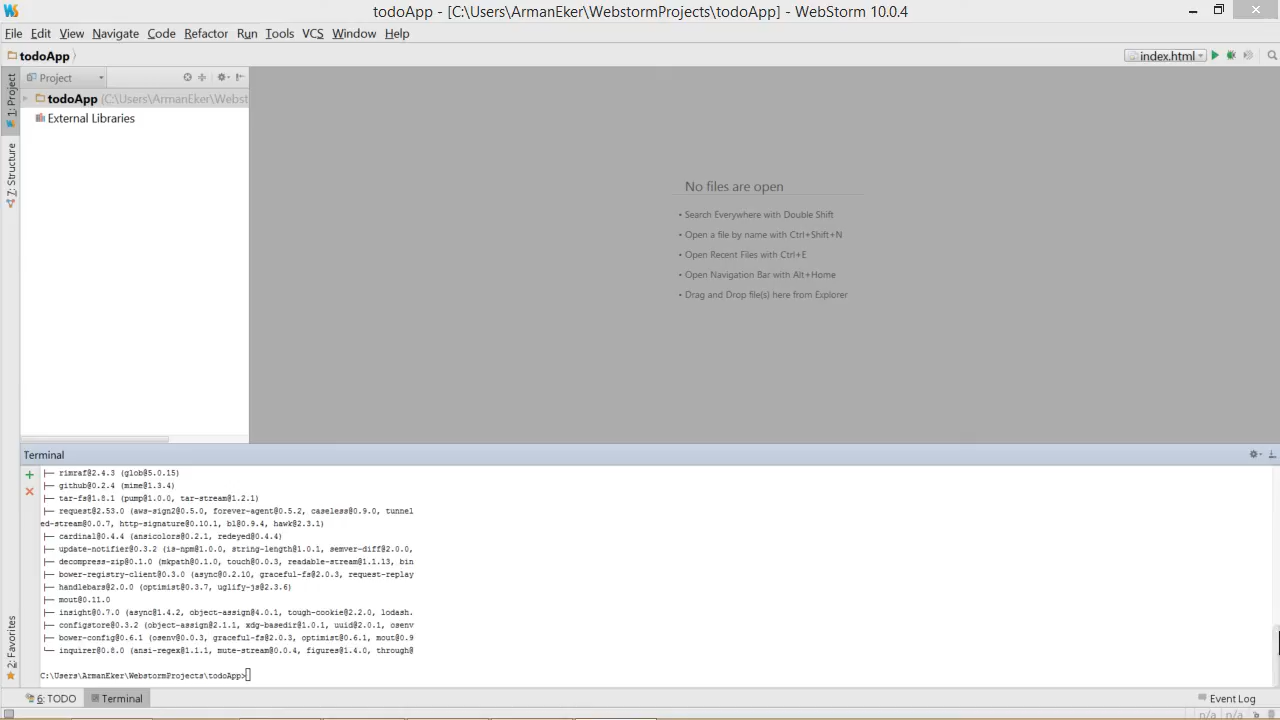 todoApp - [C:\Users\ArmanEker\WebstormProjects\todoApp] - WebStorm 10.0.4
File Edit View Navigate Code Refactor Run Tools VCS Window Help
todoApp
index.html
1: Project
Project
todoApp (C:\Users\ArmanEker\Webst
External Libraries
7: Structure
No files are open
• Search Everywhere with Double Shift
• Open a file by name with Ctrl+Shift+N
• Open Recent Files with Ctrl+E
• Open Navigation Bar with Alt+Home
• Drag and Drop file(s) here from Explorer
Terminal
├── rimraf@2.4.3 (glob@5.0.15)
├── github@0.2.4 (mime@1.3.4)
├── tar-fs@1.8.1 (pump@1.0.0, tar-stream@1.2.1)
├── request@2.53.0 (aws-sign2@0.5.0, forever-agent@0.5.2, caseless@0.9.0, tunnel
ed-stream@0.0.7, http-signature@0.10.1, bl@0.9.4, hawk@2.3.1)
├── cardinal@0.4.4 (ansicolors@0.2.1, redeyed@0.4.4)
├── update-notifier@0.3.2 (is-npm@1.0.0, string-length@1.0.1, semver-diff@2.0.0,
├── decompress-zip@0.1.0 (mkpath@0.1.0, touch@0.0.3, readable-stream@1.1.13, bin
├── bower-registry-client@0.3.0 (async@0.2.10, graceful-fs@2.0.3, request-replay
├── handlebars@2.0.0 (optimist@0.3.7, uglify-js@2.3.6)
├── mout@0.11.0
├── insight@0.7.0 (async@1.4.2, object-assign@4.0.1, tough-cookie@2.2.0, lodash.
├── configstore@0.3.2 (object-assign@2.1.1, xdg-basedir@1.0.1, uuid@2.0.1, osenv
├── bower-config@0.6.1 (osenv@0.0.3, graceful-fs@2.0.3, optimist@0.6.1, mout@0.9
└── inquirer@0.8.0 (ansi-regex@1.1.1, mute-stream@0.0.4, figures@1.4.0, through@
C:\Users\ArmanEker\WebstormProjects\todoApp>
2: Favorites
6: TODO
Terminal
Event Log
n/a n/a